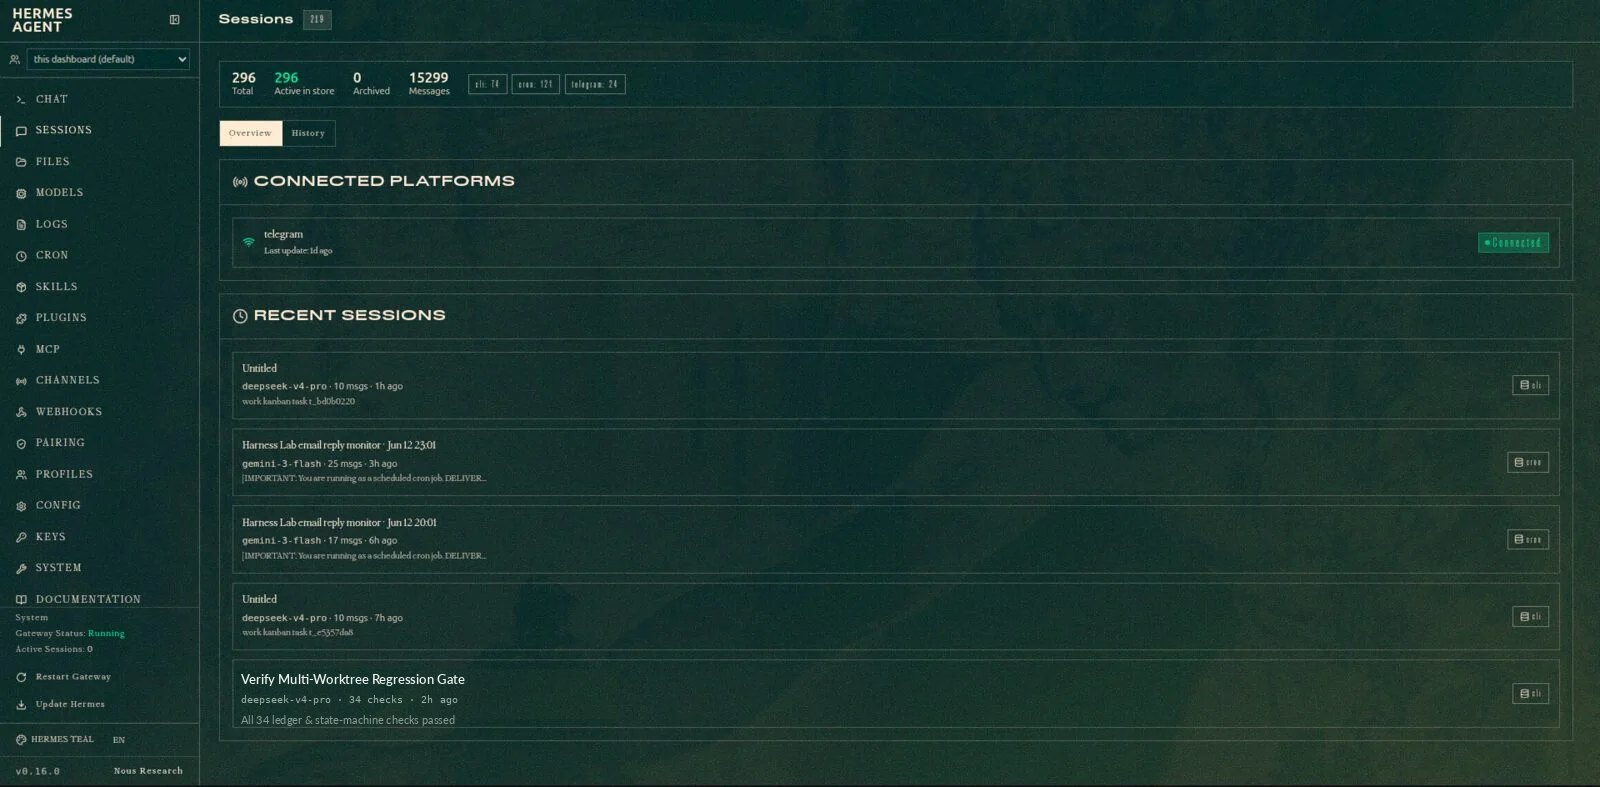 HERMES
AGENT
this dashboard (default)
CHAT
SESSIONS
FILES
MODELS
LOGS
CRON
SKILLS
PLUGINS
MCP
CHANNELS
WEBHOOKS
PAIRING
PROFILES
CONFIG
KEYS
SYSTEM
DOCUMENTATION
System
Gateway Status: Running
Active Sessions: 0
Restart Gateway
Update Hermes
HERMES TEAL EN
v0.16.0 Nous Research
Sessions 219
296 296 0 15299 cli: 74 cron: 121 telegram: 24
Total Active in store Archived Messages
Overview History
CONNECTED PLATFORMS
telegram
Last update: 1d ago
Connected
RECENT SESSIONS
Untitled
deepseek-v4-pro · 10 msgs · 1h ago
work kanban task t_bd0b0220
cli
Harness Lab email reply monitor · Jun 12 23:01
gemini-3-flash · 25 msgs · 3h ago
[IMPORTANT: You are running as a scheduled cron job. DELIVER...
cron
Harness Lab email reply monitor · Jun 12 20:01
gemini-3-flash · 17 msgs · 6h ago
[IMPORTANT: You are running as a scheduled cron job. DELIVER...
cron
Untitled
deepseek-v4-pro · 10 msgs · 7h ago
work kanban task t_e5357da8
cli
Verify Multi-Worktree Regression Gate
deepseek-v4-pro · 34 checks · 2h ago
All 34 ledger & state-machine checks passed
cli